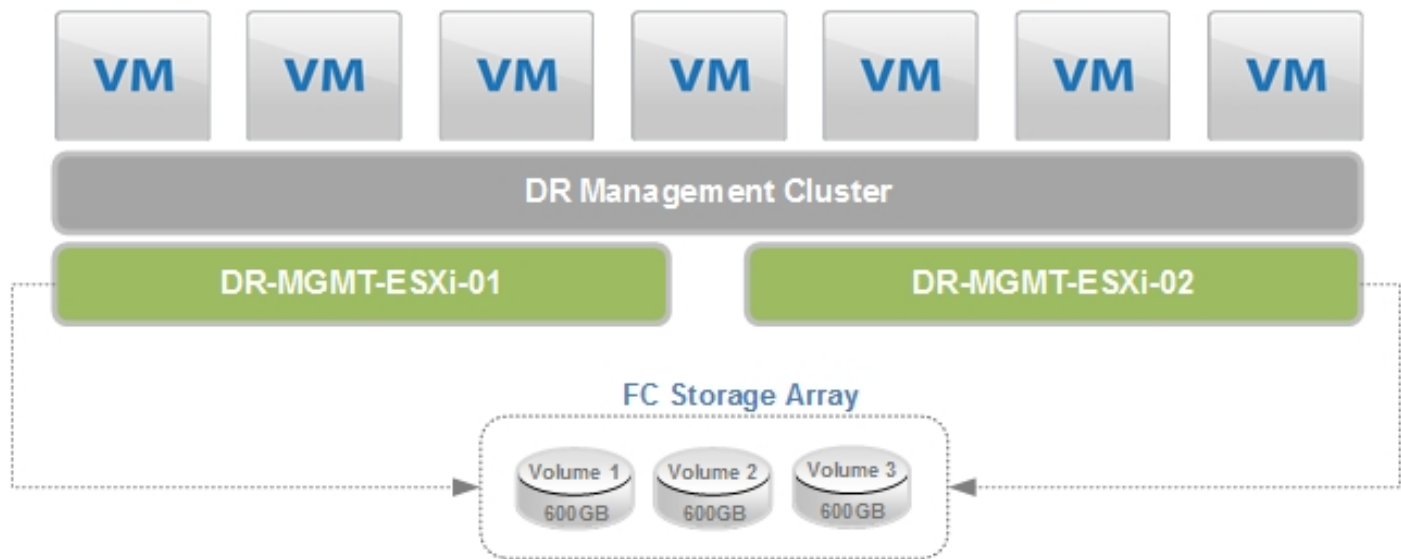 VM VM VM VM VM VM VM
DR Management Cluster
DR-MGMT-ESXi-01 DR-MGMT-ESXi-02
FC Storage Array
Volume 1 Volume 2 Volume 3
600GB 600GB 600GB